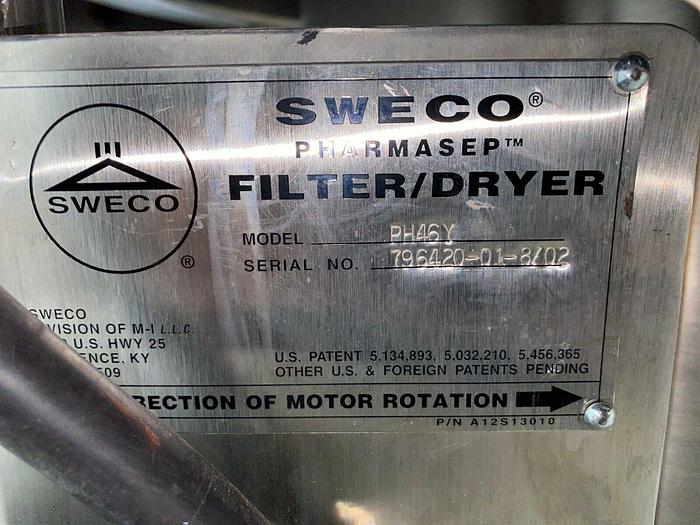 SWECO®
PHARMASEP™
FILTER/DRYER
SWECO
®
MODEL PH46Y
SERIAL NO. 796420-01-8/02
SWECO
VISION OF M-I L.L.C.
U.S. HWY 25
ENCE, KY
U.S. PATENT 5,134,893, 5,032,210, 5,456,365
OTHER U.S. & FOREIGN PATENTS PENDING
RECTION OF MOTOR ROTATION
P/N A12S13010